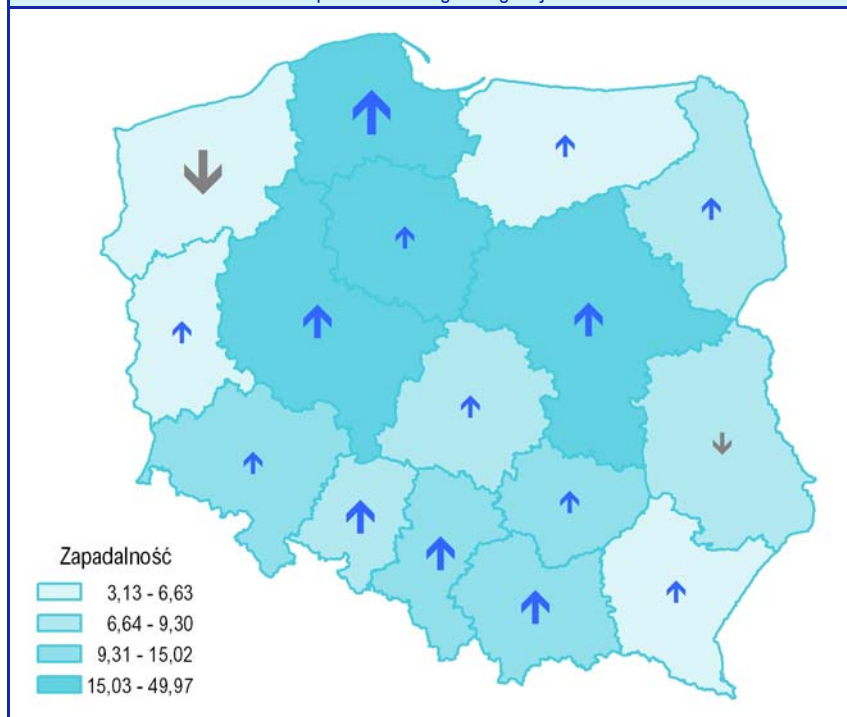 Zapadalność
3,13 - 6,63
6,64 - 9,30
9,31 - 15,02
15,03 - 49,97